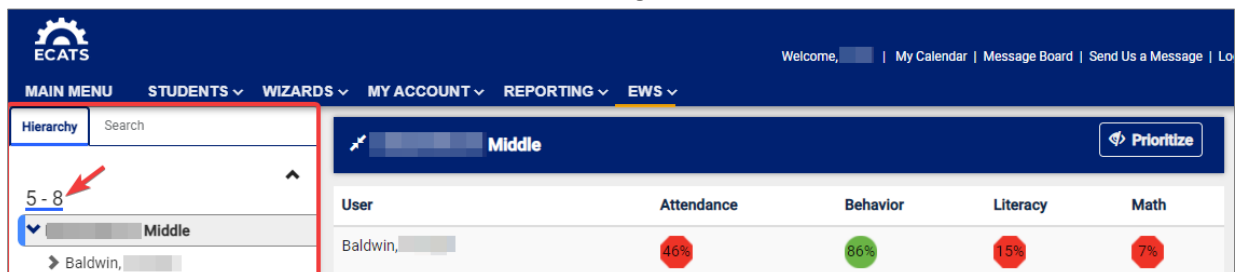 ECATS
Welcome, | My Calendar | Message Board | Send Us a Message | Lo
MAIN MENU STUDENTS WIZARDS MY ACCOUNT REPORTING EWS
Hierarchy Search
5 - 8
Middle
Baldwin,
Middle Prioritize
User Attendance Behavior Literacy Math
Baldwin, 46% 86% 15% 7%